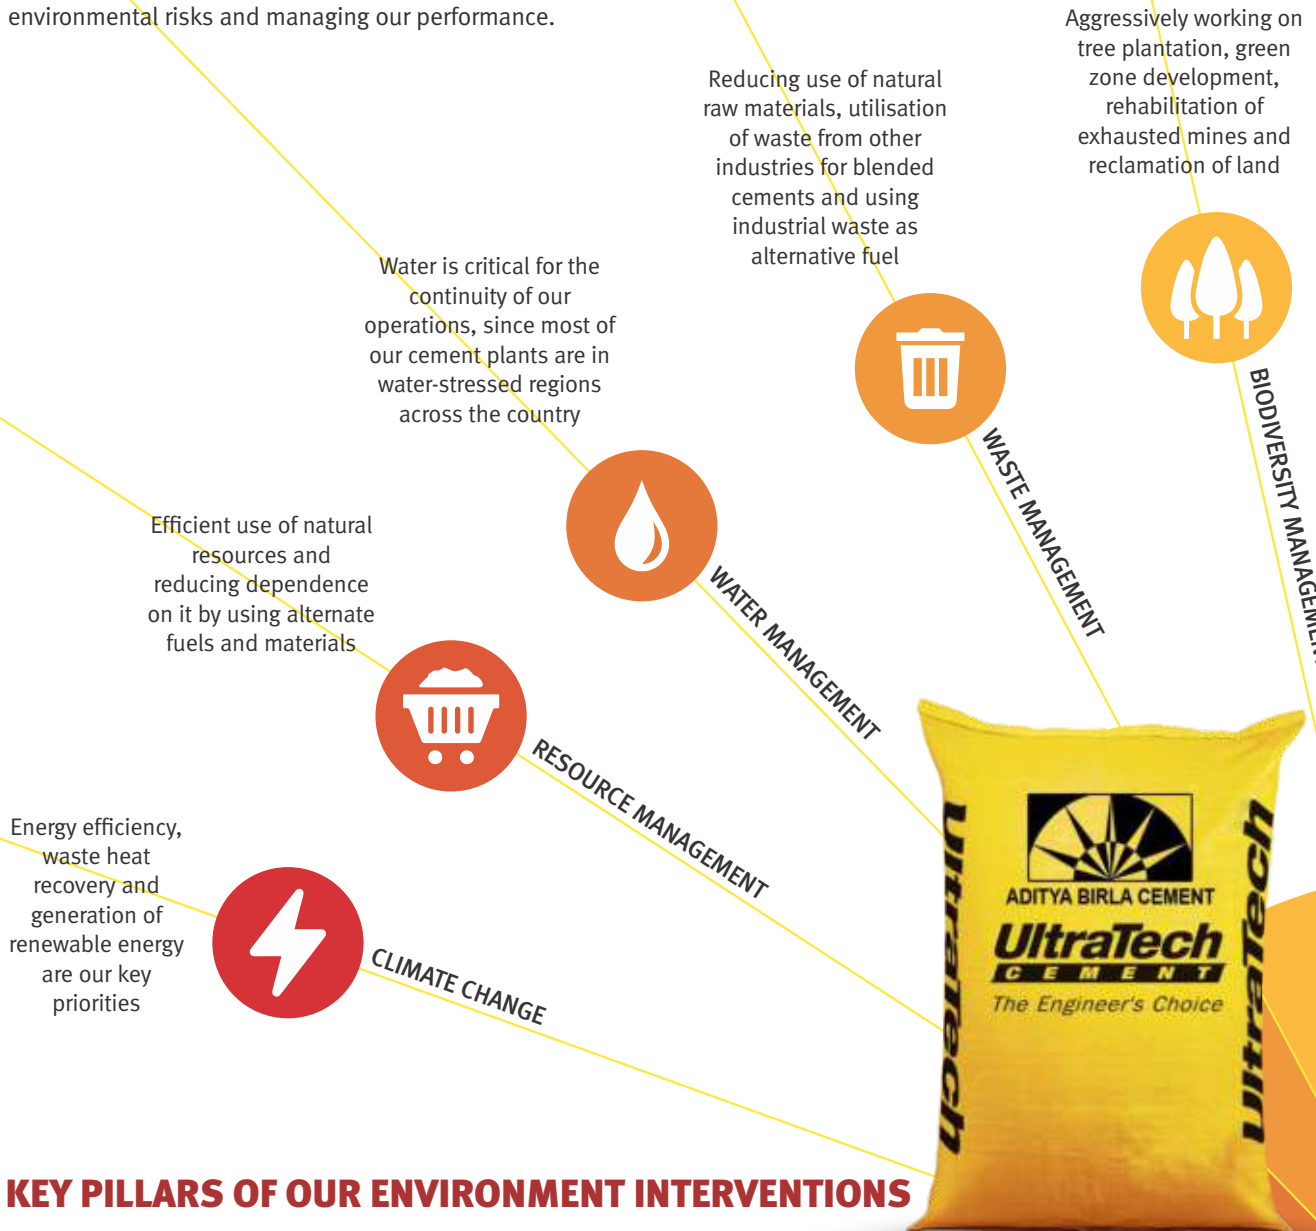 environmental risks and managing our performance.
Aggressively working on
tree plantation, green
zone development,
rehabilitation of
exhausted mines and
reclamation of land
BIODIVERSITY MANAGEMEN
Reducing use of natural
raw materials, utilisation
of waste from other
industries for blended
cements and using
industrial waste as
alternative fuel
WASTE MANAGEMENT
Water is critical for the
continuity of our
operations, since most of
our cement plants are in
water-stressed regions
across the country
WATER MANAGEMENT
Efficient use of natural
resources and
reducing dependence
on it by using alternate
fuels and materials
RESOURCE MANAGEMENT
Energy efficiency,
waste heat
recovery and
generation of
renewable energy
are our key
priorities
CLIMATE CHANGE
UltraTech
ADITYA BIRLA CEMENT
UltraTech
CEMENT
The Engineer's Choice
UltraTech
KEY PILLARS OF OUR ENVIRONMENT INTERVENTIONS